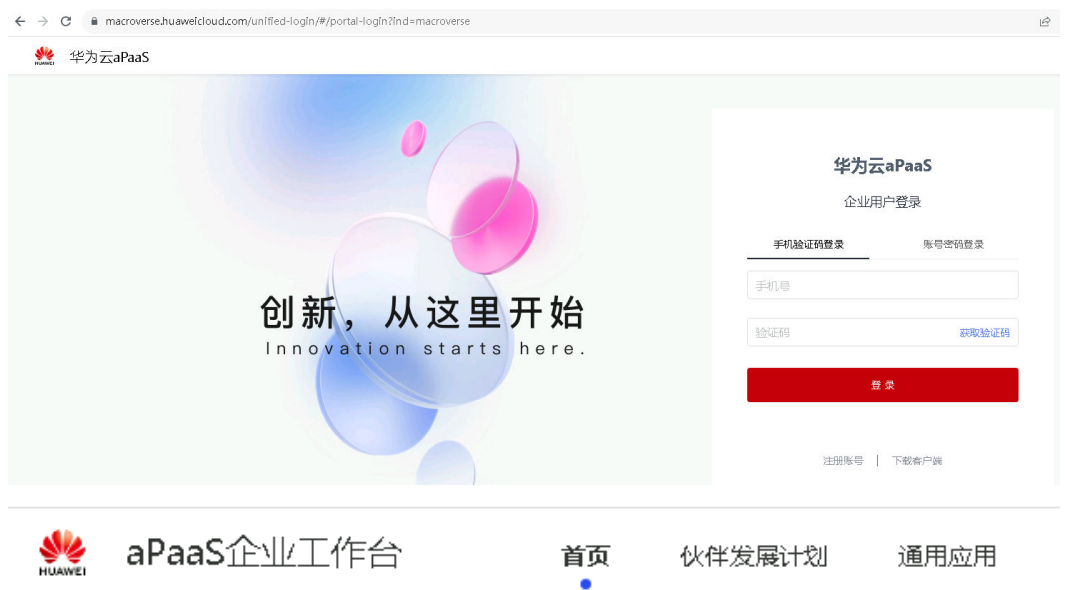 macroverse.huaweicloud.com/unified-login/#/portal-login?ind=macroverse
HUAWEI 华为云aPaaS
华为云aPaaS
企业用户登录
手机验证码登录 账号密码登录
手机号
验证码 获取验证码
登 录
注册账号 | 下载客户端
创新，从这里开始
Innovation starts here.
HUAWEI aPaaS企业工作台 首页 伙伴发展计划 通用应用